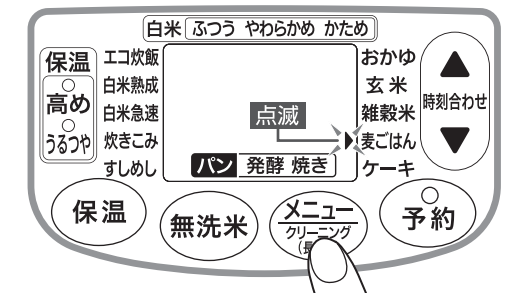 白米 ふつう やわらかめ かため
保温
高め
うるつや
エコ炊飯
白米熟成
白米急速
炊きこみ
すしめし
点滅
パン 発酵 焼き
おかゆ
玄米
雑穀米
麦ごはん
ケーキ
時刻合わせ
保温
無洗米
メニュー
クリーニング
(長
予約